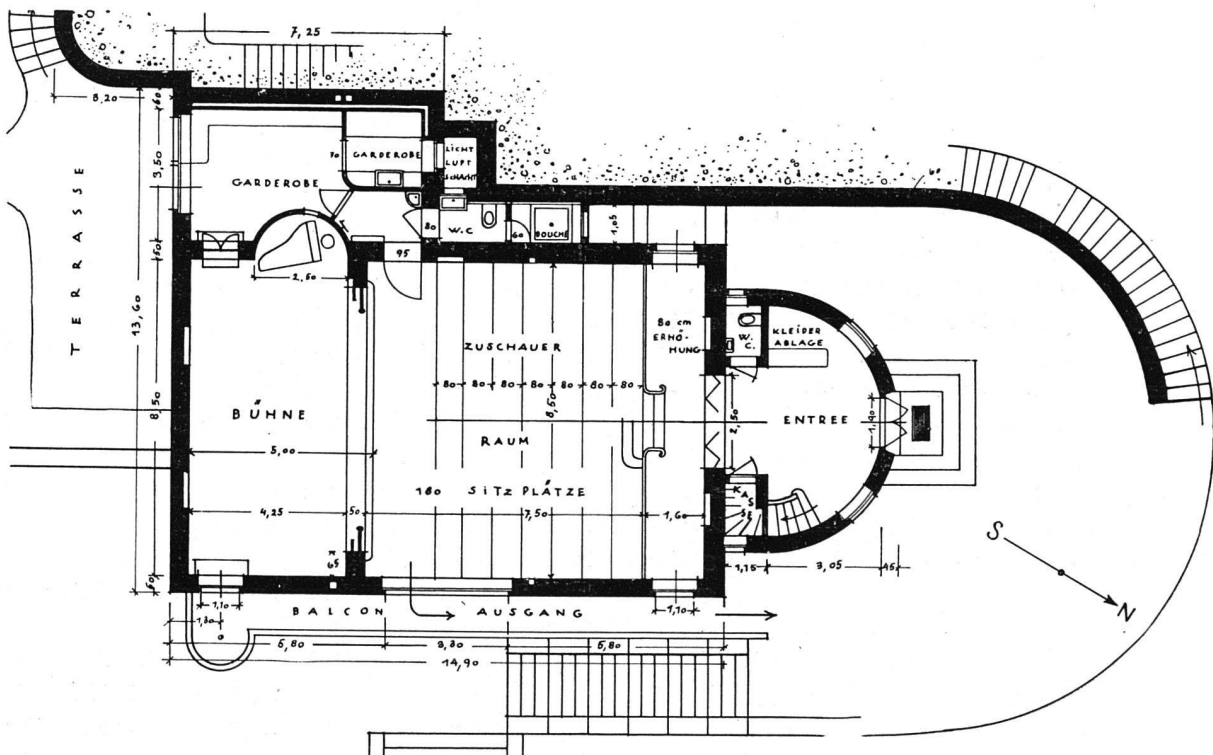 7,25
3,20
60
3,50
50
13,60
8,50
60
TERRASSE
GARDEROBE
70
GARDEROBE
LICHT
LUFT
SCHACHT
80
W.C
60
DOUCHE
1,05
60
95
2,50
80 cm
ERHÖ-
HUNG
W.
C.
KLEIDER
ABLAGE
ZUSCHAUER
80 80 80 80 80 80 80
8,50
BÜHNE
RAUM
2,50
ENTREE
1,90
5,00
180 SITZ PLÄTZE
KASSE
4,25
50
7,50
1,60
65
1,15
3,05
45
S
N
1,10
BALCON AUSGANG
1,10
1,30
5,80
3,30
5,80
14,90